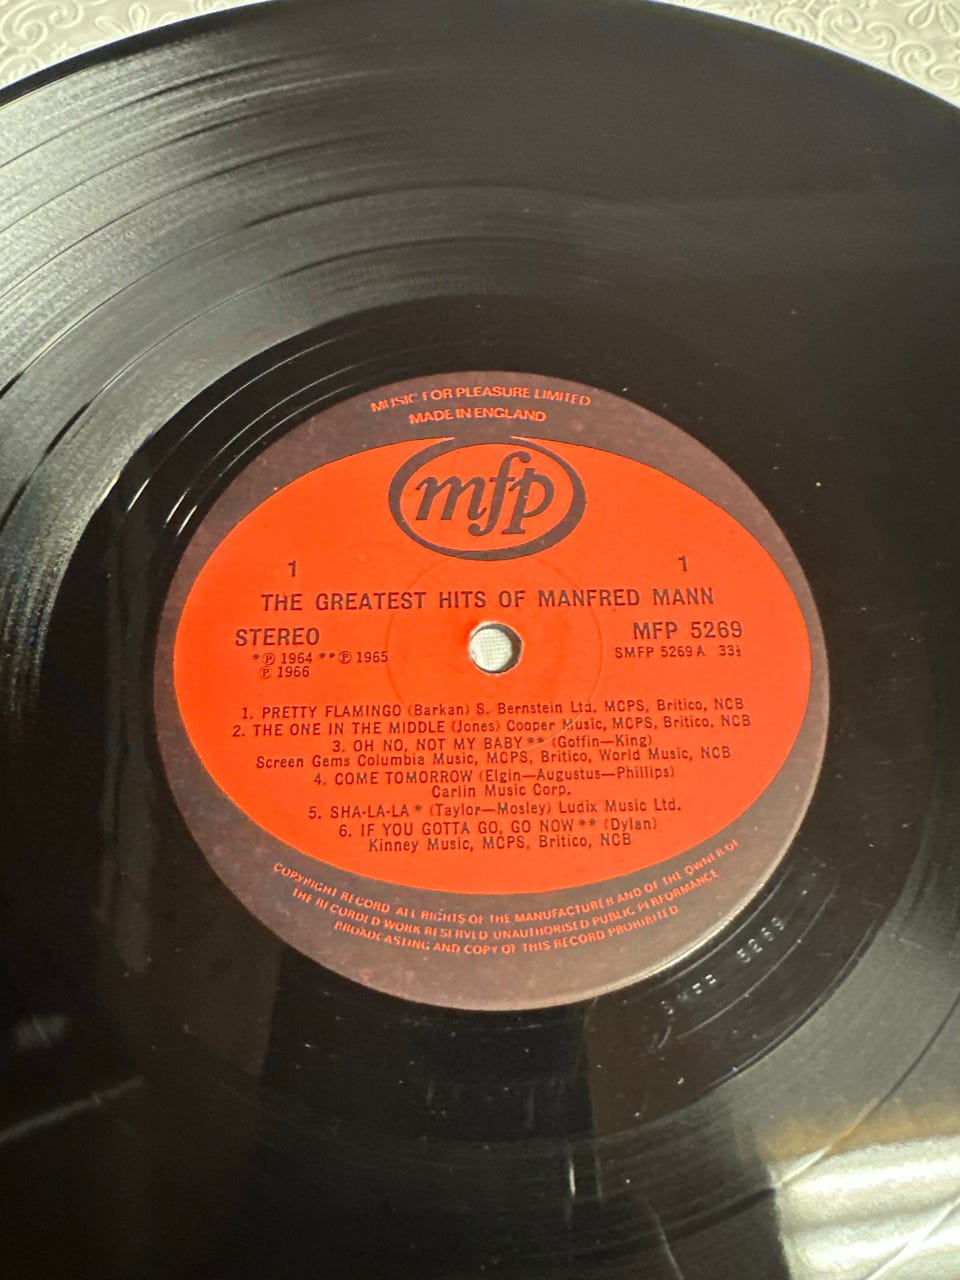 MUSIC FOR PLEASURE LIMITED
MADE IN ENGLAND
mfp
1 1
THE GREATEST HITS OF MANFRED MANN
STEREO MFP 5269
*℗ 1964 **℗ 1965 SMFP 5269 A 33⅓
℗ 1966
1. PRETTY FLAMINGO (Barkan) S. Bernstein Ltd. MCPS, Britico, NCB
2. THE ONE IN THE MIDDLE (Jones) Cooper Music, MCPS, Britico, NCB
3. OH NO, NOT MY BABY ** (Goffin—King)
Screen Gems Columbia Music, MCPS, Britico, World Music, NCB
4. COME TOMORROW (Elgin—Augustus—Phillips)
Carlin Music Corp.
5. SHA-LA-LA * (Taylor—Mosley) Ludix Music Ltd.
6. IF YOU GOTTA GO, GO NOW ** (Dylan)
Kinney Music, MCPS, Britico, NCB
COPYRIGHT RECORD ALL RIGHTS OF THE MANUFACTURER AND OF THE OWNER OF
THE RECORDED WORK RESERVED UNAUTHORISED PUBLIC PERFORMANCE
BROADCASTING AND COPY OF THIS RECORD PROHIBITED
5269